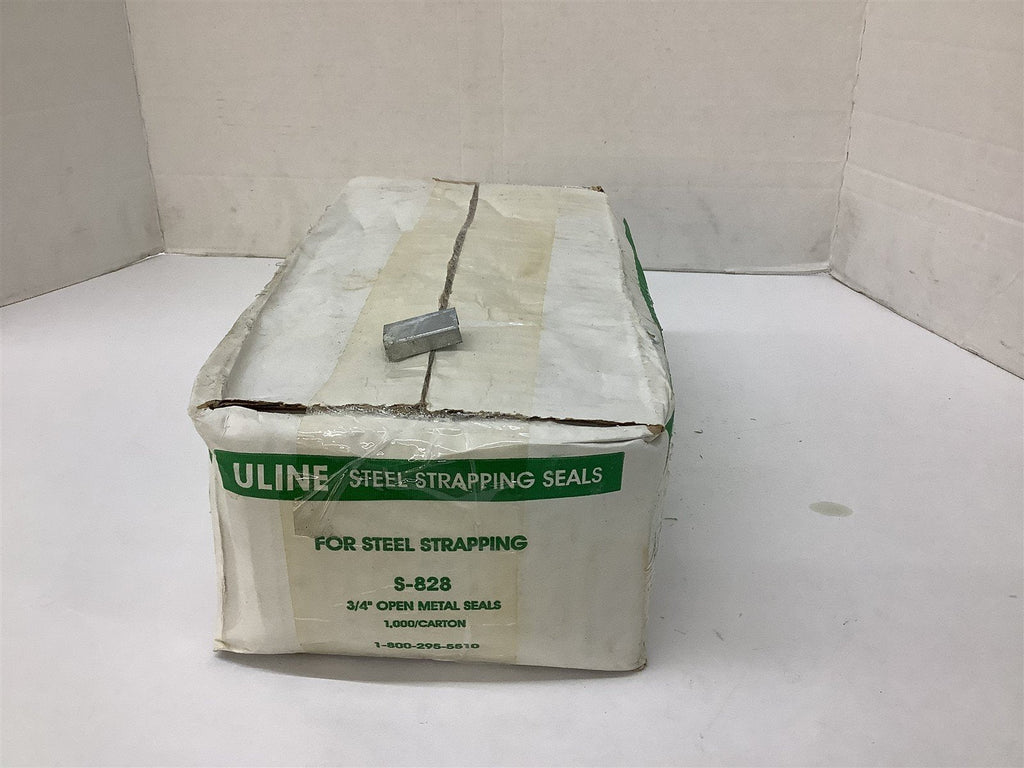 ULINE STEEL STRAPPING SEALS
FOR STEEL STRAPPING
S-828
3/4" OPEN METAL SEALS
1,000/CARTON
1-800-295-5510